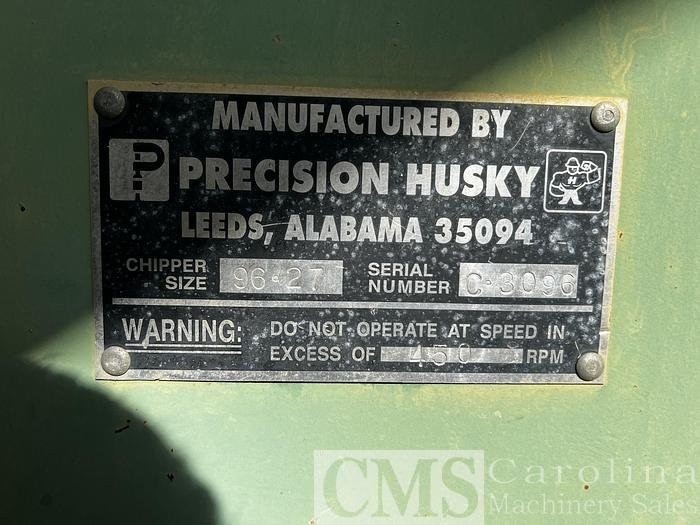 MANUFACTURED BY
PRECISION HUSKY
LEEDS, ALABAMA 35094
CHIPPER SIZE 96-27 SERIAL NUMBER C-3096
WARNING: DO NOT OPERATE AT SPEED IN
EXCESS OF 450 RPM
CMS Carolina
Machinery Sales